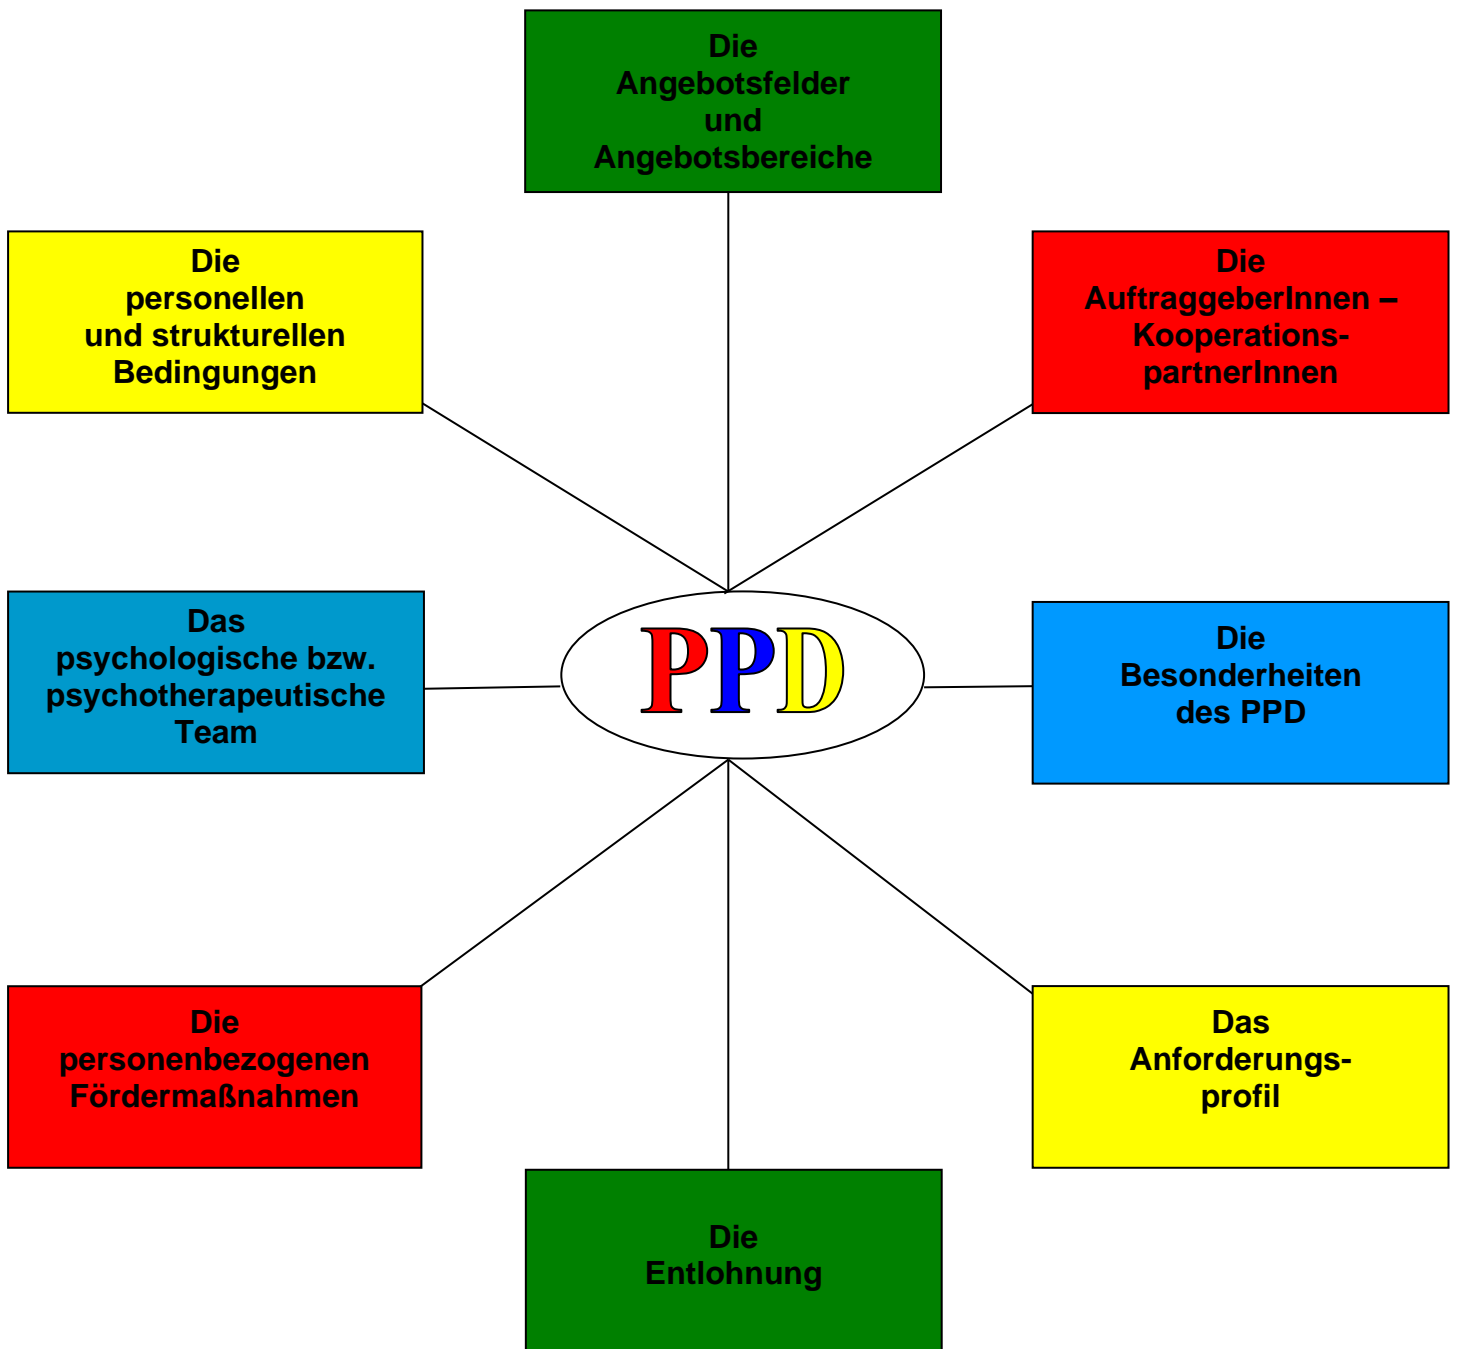 Die
Angebotsfelder
und
Angebotsbereiche
Die
personellen
und strukturellen
Bedingungen
Die
AuftraggeberInnen –
Kooperations-
partnerInnen
Das
psychologische bzw.
psychotherapeutische
Team
PPD
Die
Besonderheiten
des PPD
Die
personenbezogenen
Fördermaßnahmen
Das
Anforderungs-
profil
Die
Entlohnung